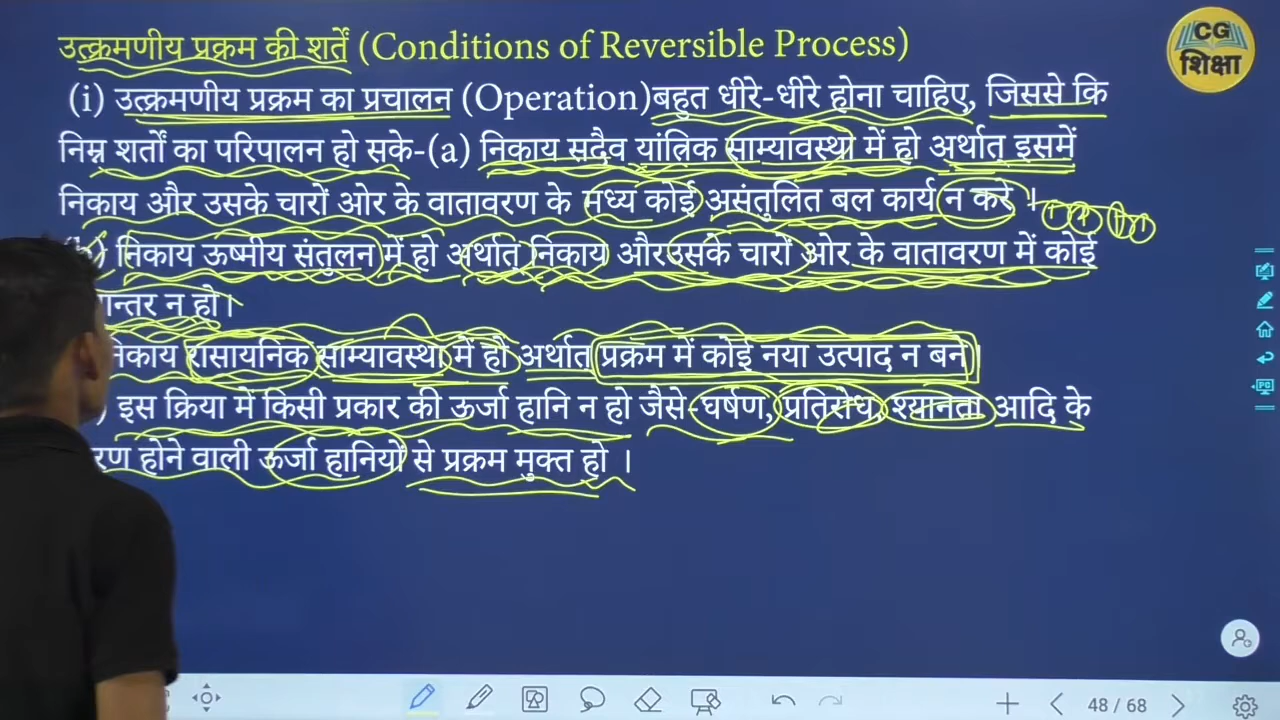 उत्क्रमणीय प्रक्रम की शर्तें (Conditions of Reversible Process)
CG
शिक्षा
(i) उत्क्रमणीय प्रक्रम का प्रचालन (Operation)बहुत धीरे-धीरे होना चाहिए, जिससे कि
निम्न शर्तों का परिपालन हो सके-(a) निकाय सदैव यांत्रिक साम्यावस्था में हो अर्थात् इसमें
निकाय और उसके चारों ओर के वातावरण के मध्य कोई असंतुलित बल कार्य न करे ।
निकाय ऊष्मीय संतुलन में हो अर्थात् निकाय और उसके चारों ओर के वातावरण में कोई
न हो।
निकाय रासायनिक साम्यावस्था में हो अर्थात प्रक्रम में कोई नया उत्पाद न बने।
इस क्रिया में किसी प्रकार की ऊर्जा हानि न हो जैसे-घर्षण, प्रतिरोध, श्यानता आदि के
होने वाली ऊर्जा हानियों से प्रक्रम मुक्त हो ।
48 / 68